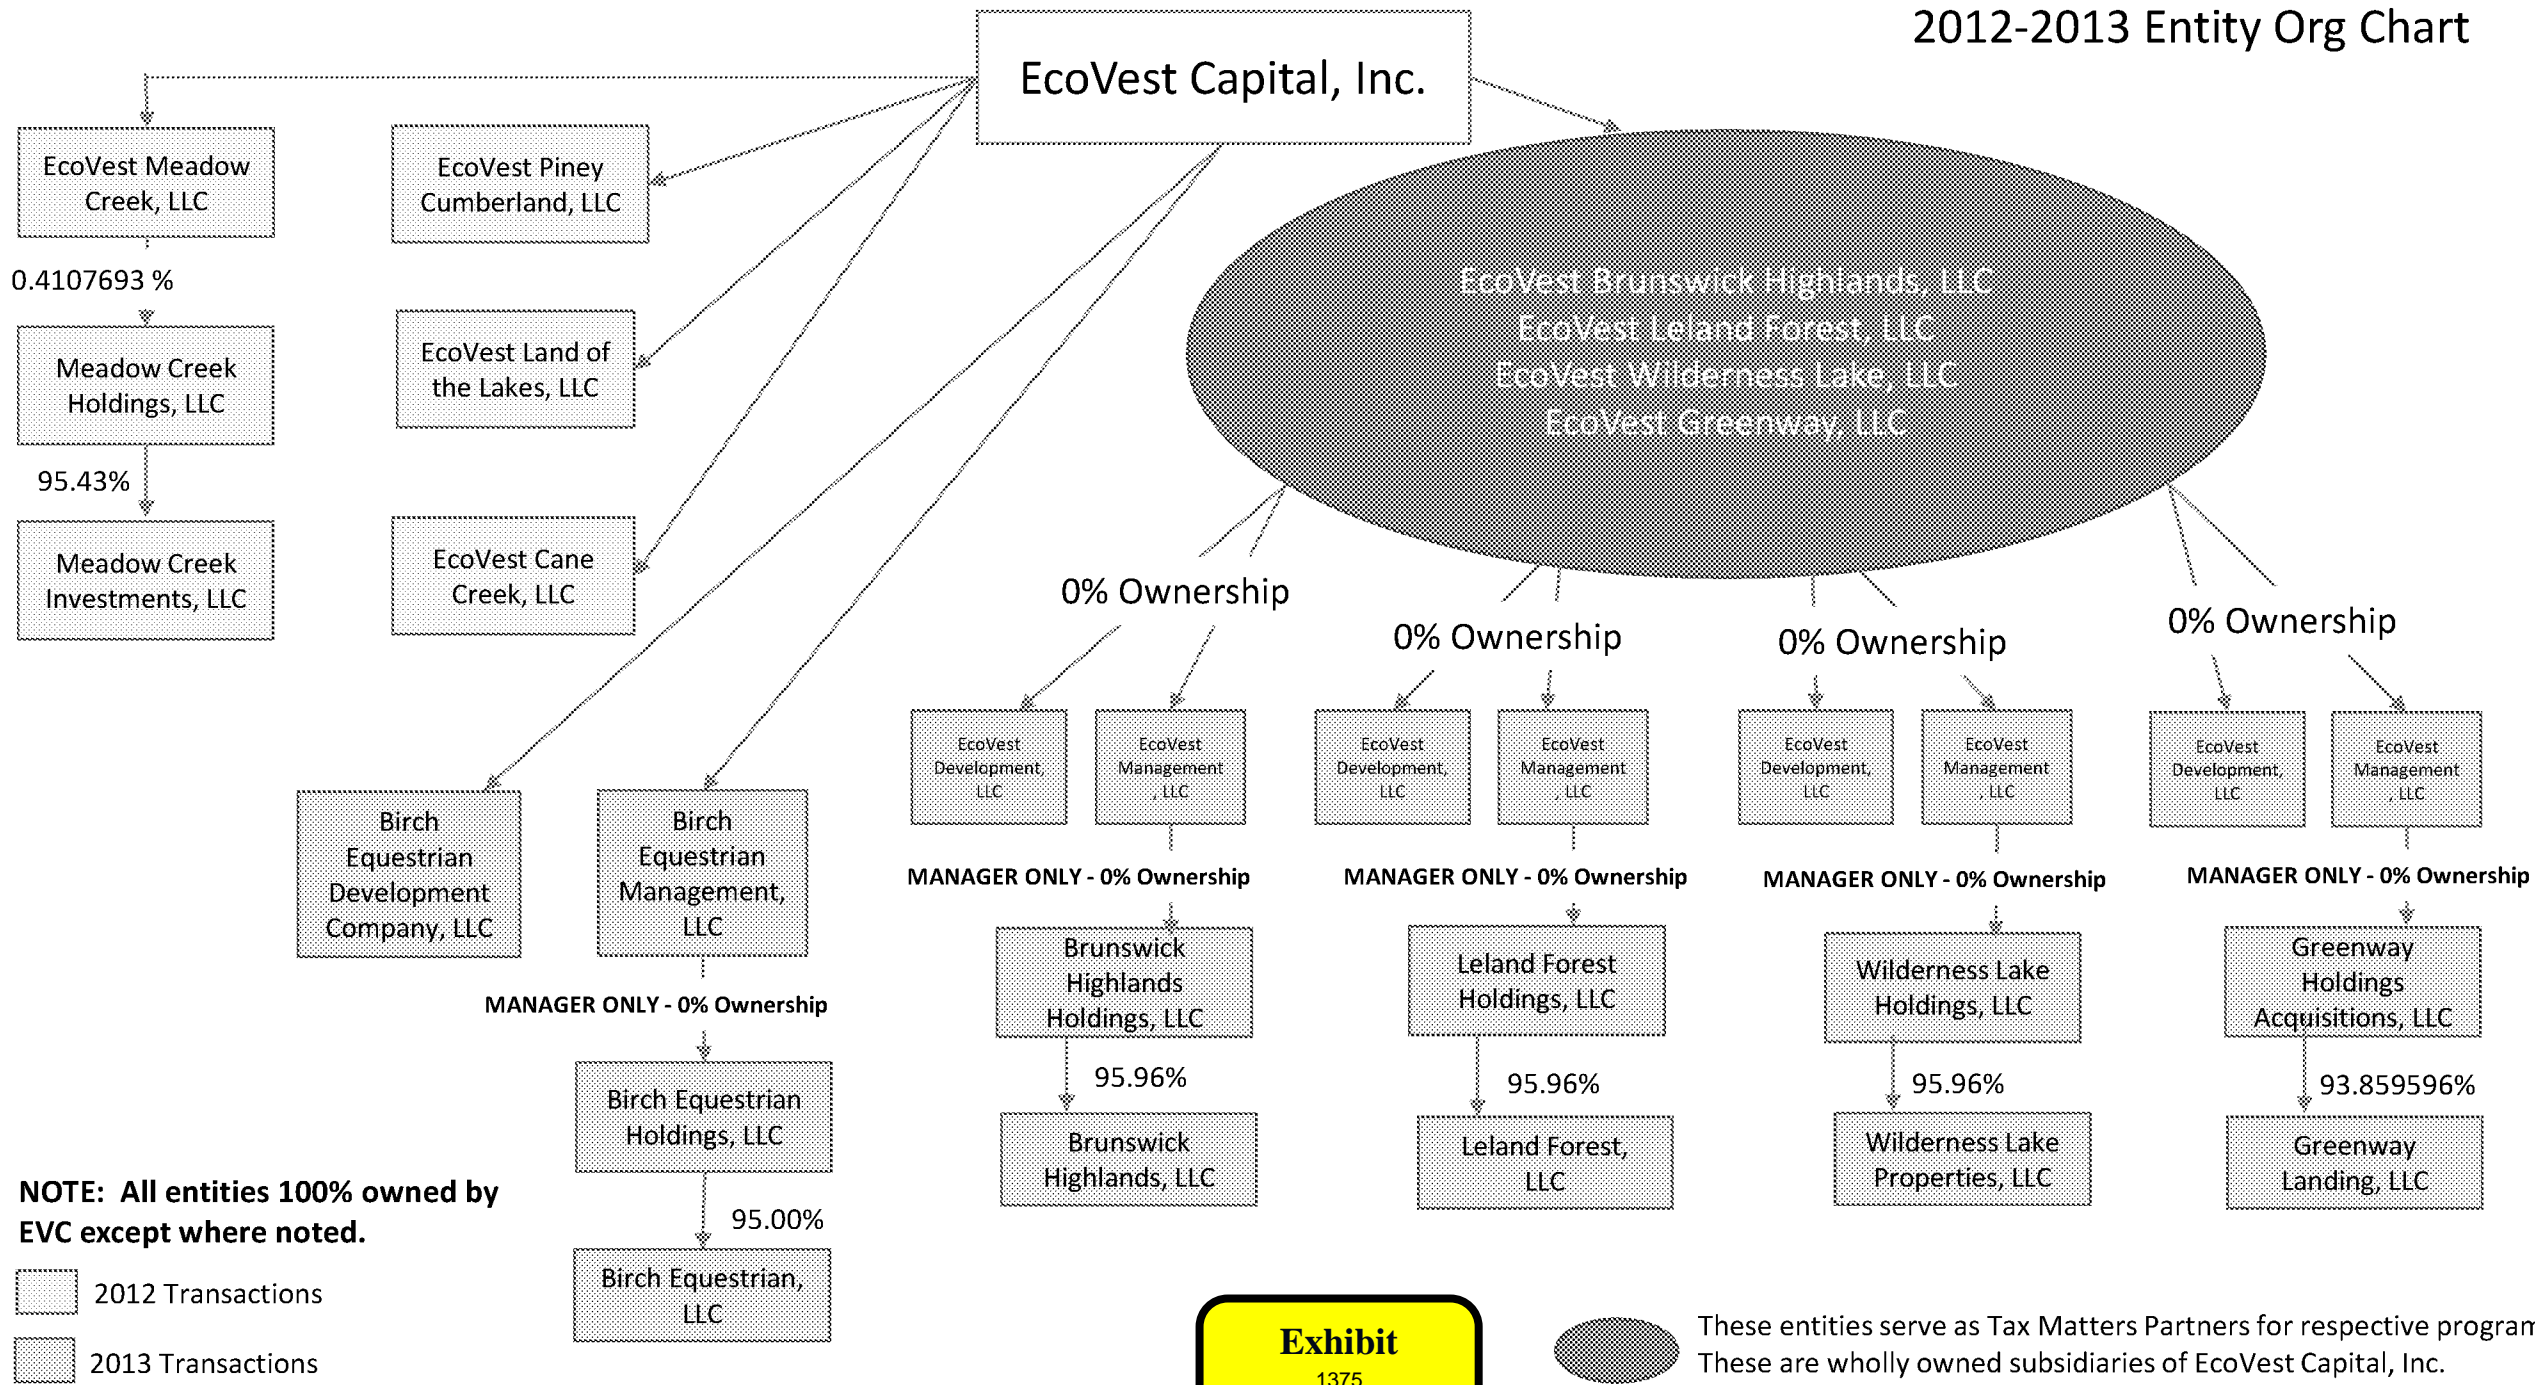 2012-2013 Entity Org Chart
EcoVest Capital, Inc.
EcoVest Meadow
Creek, LLC
0.4107693 %
Meadow Creek
Holdings, LLC
95.43%
Meadow Creek
Investments, LLC
EcoVest Piney
Cumberland, LLC
EcoVest Land of
the Lakes, LLC
EcoVest Cane
Creek, LLC
Birch
Equestrian
Development
Company, LLC
Birch
Equestrian
Management,
LLC
MANAGER ONLY - 0% Ownership
Birch Equestrian
Holdings, LLC
95.00%
Birch Equestrian,
LLC
EcoVest Brunswick Highlands, LLC
EcoVest Leland Forest, LLC
EcoVest Wilderness Lake, LLC
EcoVest Greenway, LLC
0% Ownership
EcoVest
Development,
LLC
EcoVest
Management
, LLC
MANAGER ONLY - 0% Ownership
Brunswick
Highlands
Holdings, LLC
95.96%
Brunswick
Highlands, LLC
0% Ownership
EcoVest
Development,
LLC
EcoVest
Management
, LLC
MANAGER ONLY - 0% Ownership
Leland Forest
Holdings, LLC
95.96%
Leland Forest,
LLC
0% Ownership
EcoVest
Development,
LLC
EcoVest
Management
, LLC
MANAGER ONLY - 0% Ownership
Wilderness Lake
Holdings, LLC
95.96%
Wilderness Lake
Properties, LLC
0% Ownership
EcoVest
Development,
LLC
EcoVest
Management
, LLC
MANAGER ONLY - 0% Ownership
Greenway
Holdings
Acquisitions, LLC
93.859596%
Greenway
Landing, LLC
NOTE: All entities 100% owned by
EVC except where noted.
2012 Transactions
2013 Transactions
Exhibit
1375
These entities serve as Tax Matters Partners for respective program
These are wholly owned subsidiaries of EcoVest Capital, Inc.